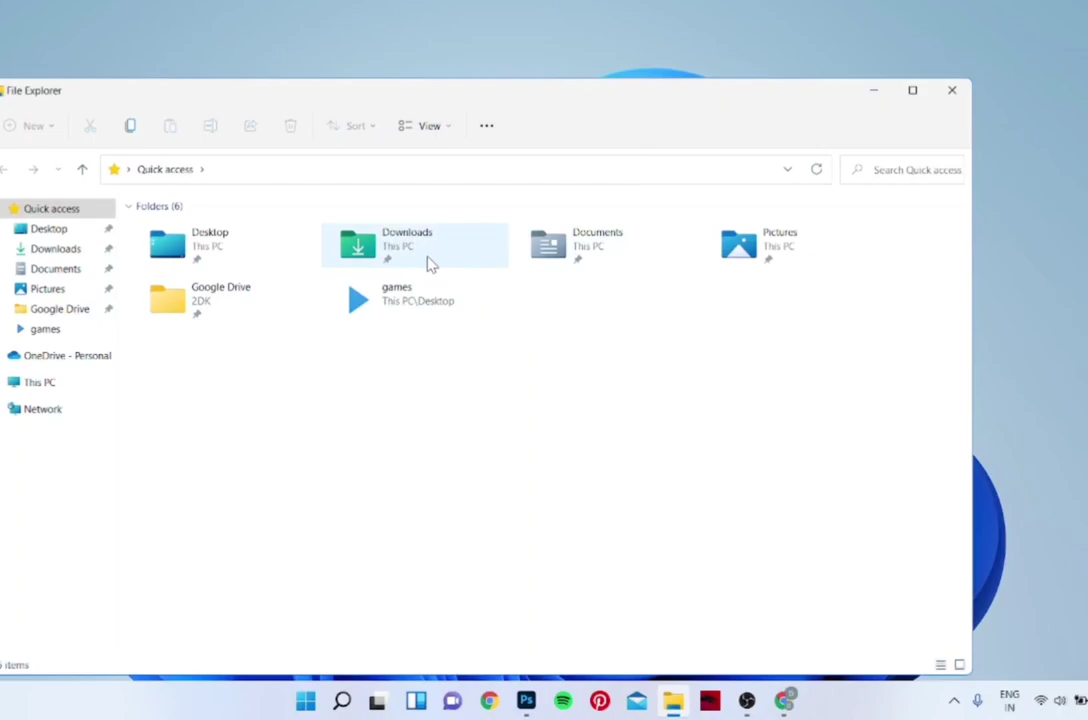 File Explorer
New
Sort
View
Quick access
Search Quick access
Quick access
Desktop
Downloads
Documents
Pictures
Google Drive
games
OneDrive - Personal
This PC
Network
Folders (6)
Desktop
This PC
Downloads
This PC
Documents
This PC
Pictures
This PC
Google Drive
2DK
games
This PC\Desktop
items
Ps
ENG
IN